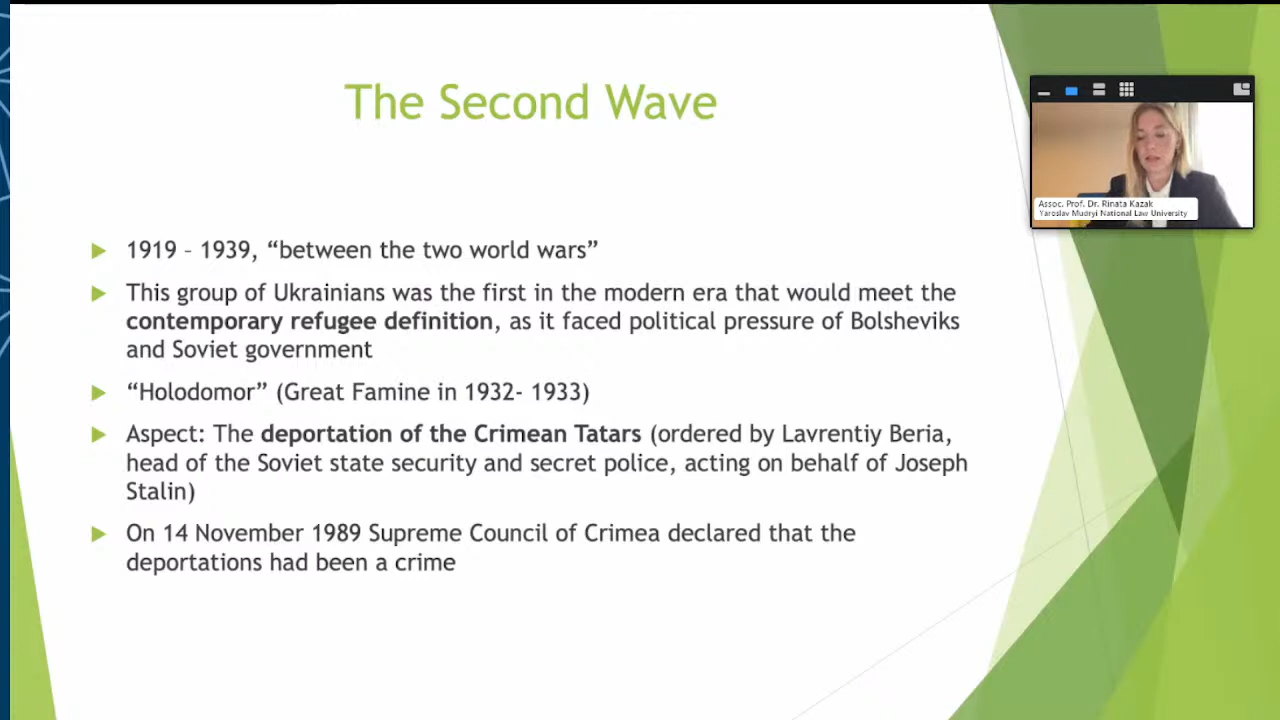 The Second Wave
1919 – 1939, “between the two world wars”
This group of Ukrainians was the first in the modern era that would meet the
contemporary refugee definition, as it faced political pressure of Bolsheviks
and Soviet government
“Holodomor” (Great Famine in 1932- 1933)
Aspect: The deportation of the Crimean Tatars (ordered by Lavrentiy Beria,
head of the Soviet state security and secret police, acting on behalf of Joseph
Stalin)
On 14 November 1989 Supreme Council of Crimea declared that the
deportations had been a crime
Assoc. Prof. Dr. Rinata Kazak
Yaroslav Mudryi National Law University